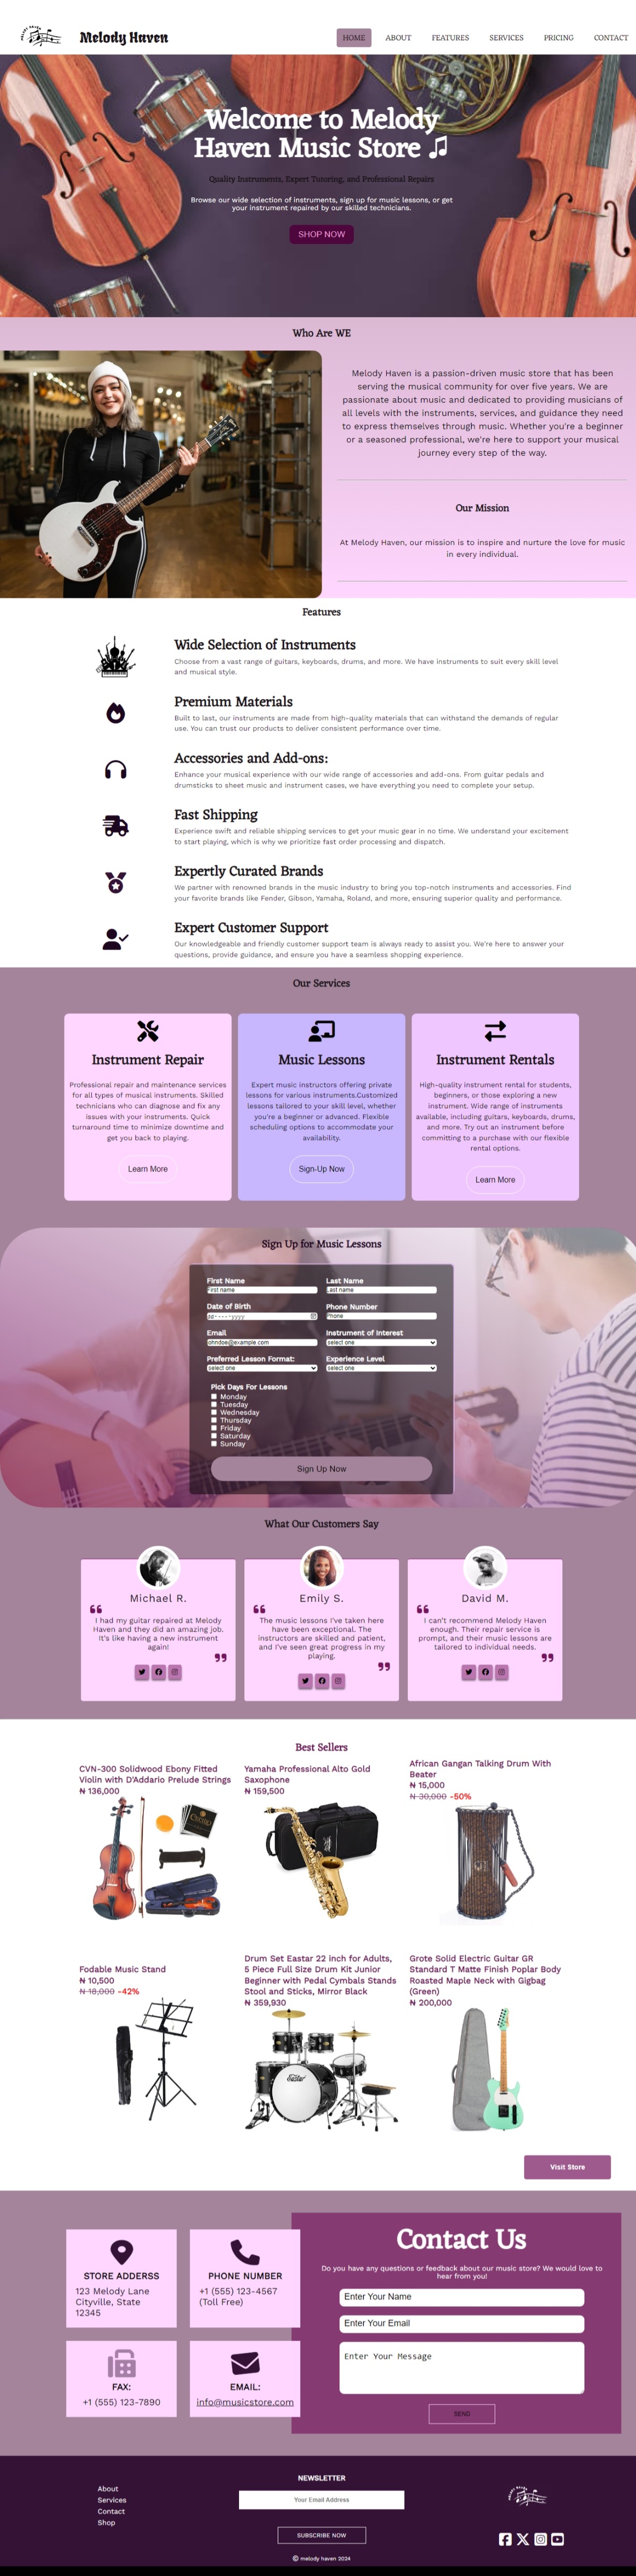 Melody Haven
HOME
ABOUT
FEATURES
SERVICES
PRICING
CONTACT
Welcome to Melody
Haven Music Store
Quality Instruments, Expert Tutoring, and Professional Repairs
Browse our wide selection of instruments, sign up for music lessons, or get
your instrument repaired by our skilled technicians.
SHOP NOW
Who Are WE
Melody Haven is a passion-driven music store that has been
serving the musical community for over five years. We are
passionate about music and dedicated to providing musicians of
all levels with the instruments, services, and guidance they need
to express themselves through music. Whether you're a beginner
or a seasoned professional, we're here to support your musical
journey every step of the way.
Our Mission
At Melody Haven, our mission is to inspire and nurture the love for music
in every individual.
Features
Wide Selection of Instruments
Choose from a vast range of guitars, keyboards, drums, and more. We have instruments to suit every skill level
and musical style.
Premium Materials
Built to last, our instruments are made from high-quality materials that can withstand the demands of regular
use. You can trust our products to deliver consistent performance over time.
Accessories and Add-ons:
Enhance your musical experience with our wide range of accessories and add-ons. From guitar pedals and
drumsticks to sheet music and instrument cases, we have everything you need to complete your setup.
Fast Shipping
Experience swift and reliable shipping services to get your music gear in no time. We understand your excitement
to start playing, which is why we prioritize fast order processing and dispatch.
Expertly Curated Brands
We partner with renowned brands in the music industry to bring you top-notch instruments and accessories. Find
your favorite brands like Fender, Gibson, Yamaha, Roland, and more, ensuring superior quality and performance.
Expert Customer Support
Our knowledgeable and friendly customer support team is always ready to assist you. We're here to answer your
questions, provide guidance, and ensure you have a seamless shopping experience.
Our Services
Instrument Repair
Professional repair and maintenance services
for all types of musical instruments. Skilled
technicians who can diagnose and fix any
issues with your instruments. Quick
turnaround time to minimize downtime and
get you back to playing.
Learn More
Music Lessons
Expert music instructors offering private
lessons for various instruments.Customized
lessons tailored to your skill level, whether
you're a beginner or advanced. Flexible
scheduling options to accommodate your
availability.
Sign-Up Now
Instrument Rentals
High-quality instrument rental for students,
beginners, or those exploring a new
instrument. Wide range of instruments
available, including guitars, keyboards, drums,
and more. Try out an instrument before
committing to a purchase with our flexible
rental options.
Learn More
Sign Up for Music Lessons
First Name
First name
Last Name
Last name
Date of Birth
dd----yyyy
Phone Number
Phone
Email
ohndoe@example.com
Instrument of Interest
select one
Preferred Lesson Format:
select one
Experience Level
select one
Pick Days For Lessons
Monday
Tuesday
Wednesday
Thursday
Friday
Saturday
Sunday
Sign Up Now
What Our Customers Say
Michael R.
I had my guitar repaired at Melody
Haven and they did an amazing job.
It's like having a new instrument
again!
Emily S.
The music lessons I've taken here
have been exceptional. The
instructors are skilled and patient,
and I've seen great progress in my
playing.
David M.
I can't recommend Melody Haven
enough. Their repair service is
prompt, and their music lessons are
tailored to individual needs.
Best Sellers
CVN-300 Solidwood Ebony Fitted
Violin with D'Addario Prelude Strings
₦ 136,000
Yamaha Professional Alto Gold
Saxophone
₦ 159,500
African Gangan Talking Drum With
Beater
₦ 15,000
₦ 30,000 -50%
Fodable Music Stand
₦ 10,500
₦ 18,000 -42%
Drum Set Eastar 22 inch for Adults,
5 Piece Full Size Drum Kit Junior
Beginner with Pedal Cymbals Stands
Stool and Sticks, Mirror Black
₦ 359,930
Eastar
Grote Solid Electric Guitar GR
Standard T Matte Finish Poplar Body
Roasted Maple Neck with Gigbag
(Green)
₦ 200,000
Visit Store
STORE ADDERSS
123 Melody Lane
Cityville, State
12345
PHONE NUMBER
+1 (555) 123-4567
(Toll Free)
FAX:
+1 (555) 123-7890
EMAIL:
info@musicstore.com
Contact Us
Do you have any questions or feedback about our music store? We would love to
hear from you!
Enter Your Name
Enter Your Email
Enter Your Message
SEND
About
Services
Contact
Shop
NEWSLETTER
Your Email Address
SUBSCRIBE NOW
© melody haven 2024